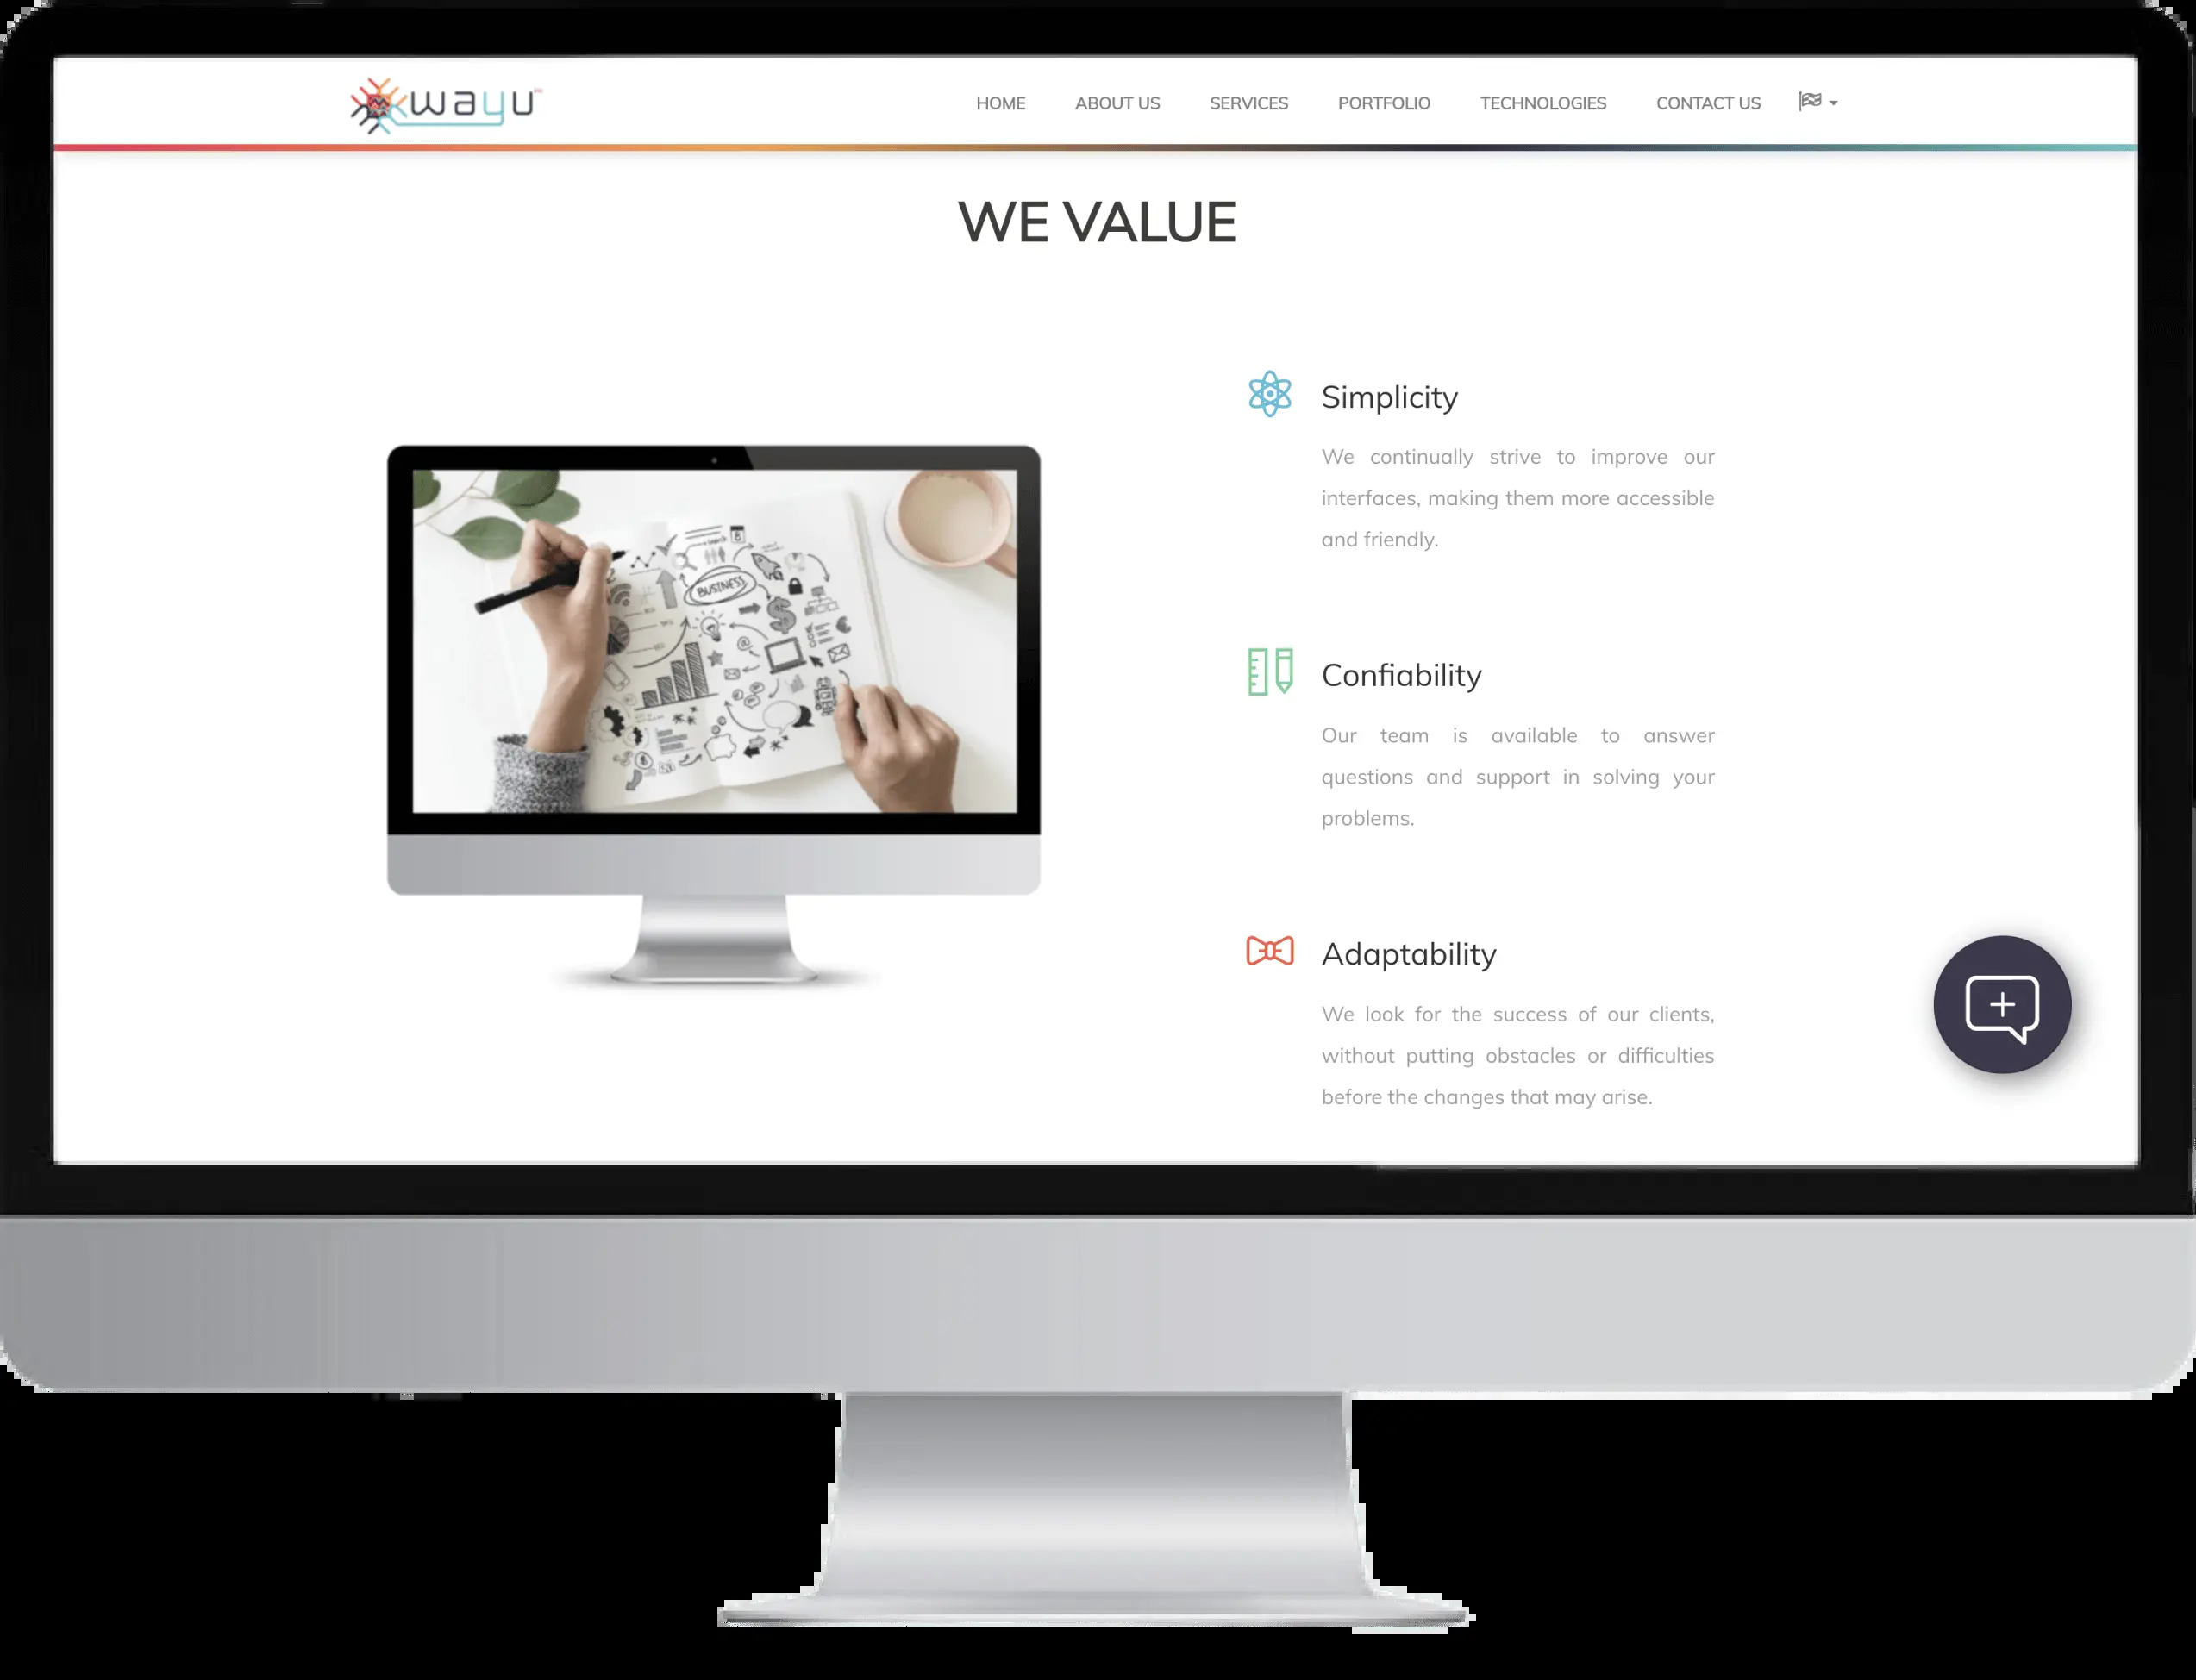 wayu
HOME ABOUT US SERVICES PORTFOLIO TECHNOLOGIES CONTACT US
WE VALUE
Simplicity
We continually strive to improve our
interfaces, making them more accessible
and friendly.
BUSINESS
Confiability
Our team is available to answer
questions and support in solving your
problems.
Adaptability
We look for the success of our clients,
without putting obstacles or difficulties
before the changes that may arise.